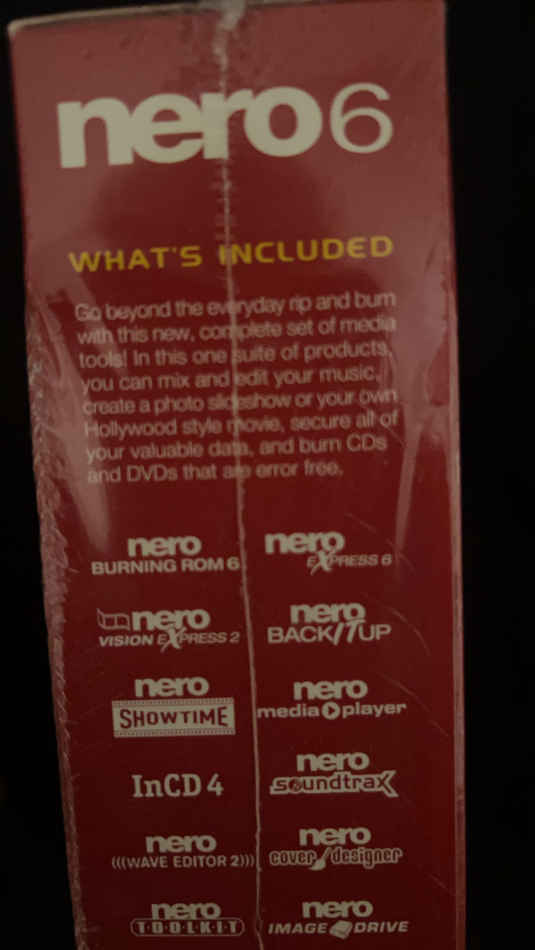 nero 6
WHAT'S INCLUDED
Go beyond the everyday rip and burn
with this new, complete set of media
tools! In this one suite of products,
you can mix and edit your music,
create a photo slideshow or your own
Hollywood style movie, secure all of
your valuable data, and burn CDs
and DVDs that are error free.
nero
BURNING ROM 6
nero
EXPRESS 6
nero
VISION EXPRESS 2
nero
BACK IT UP
nero
SHOWTIME
nero
media player
InCD 4
nero
soundtrax
nero
(((WAVE EDITOR 2)))
nero
cover designer
nero
TOOLKIT
nero
IMAGE DRIVE